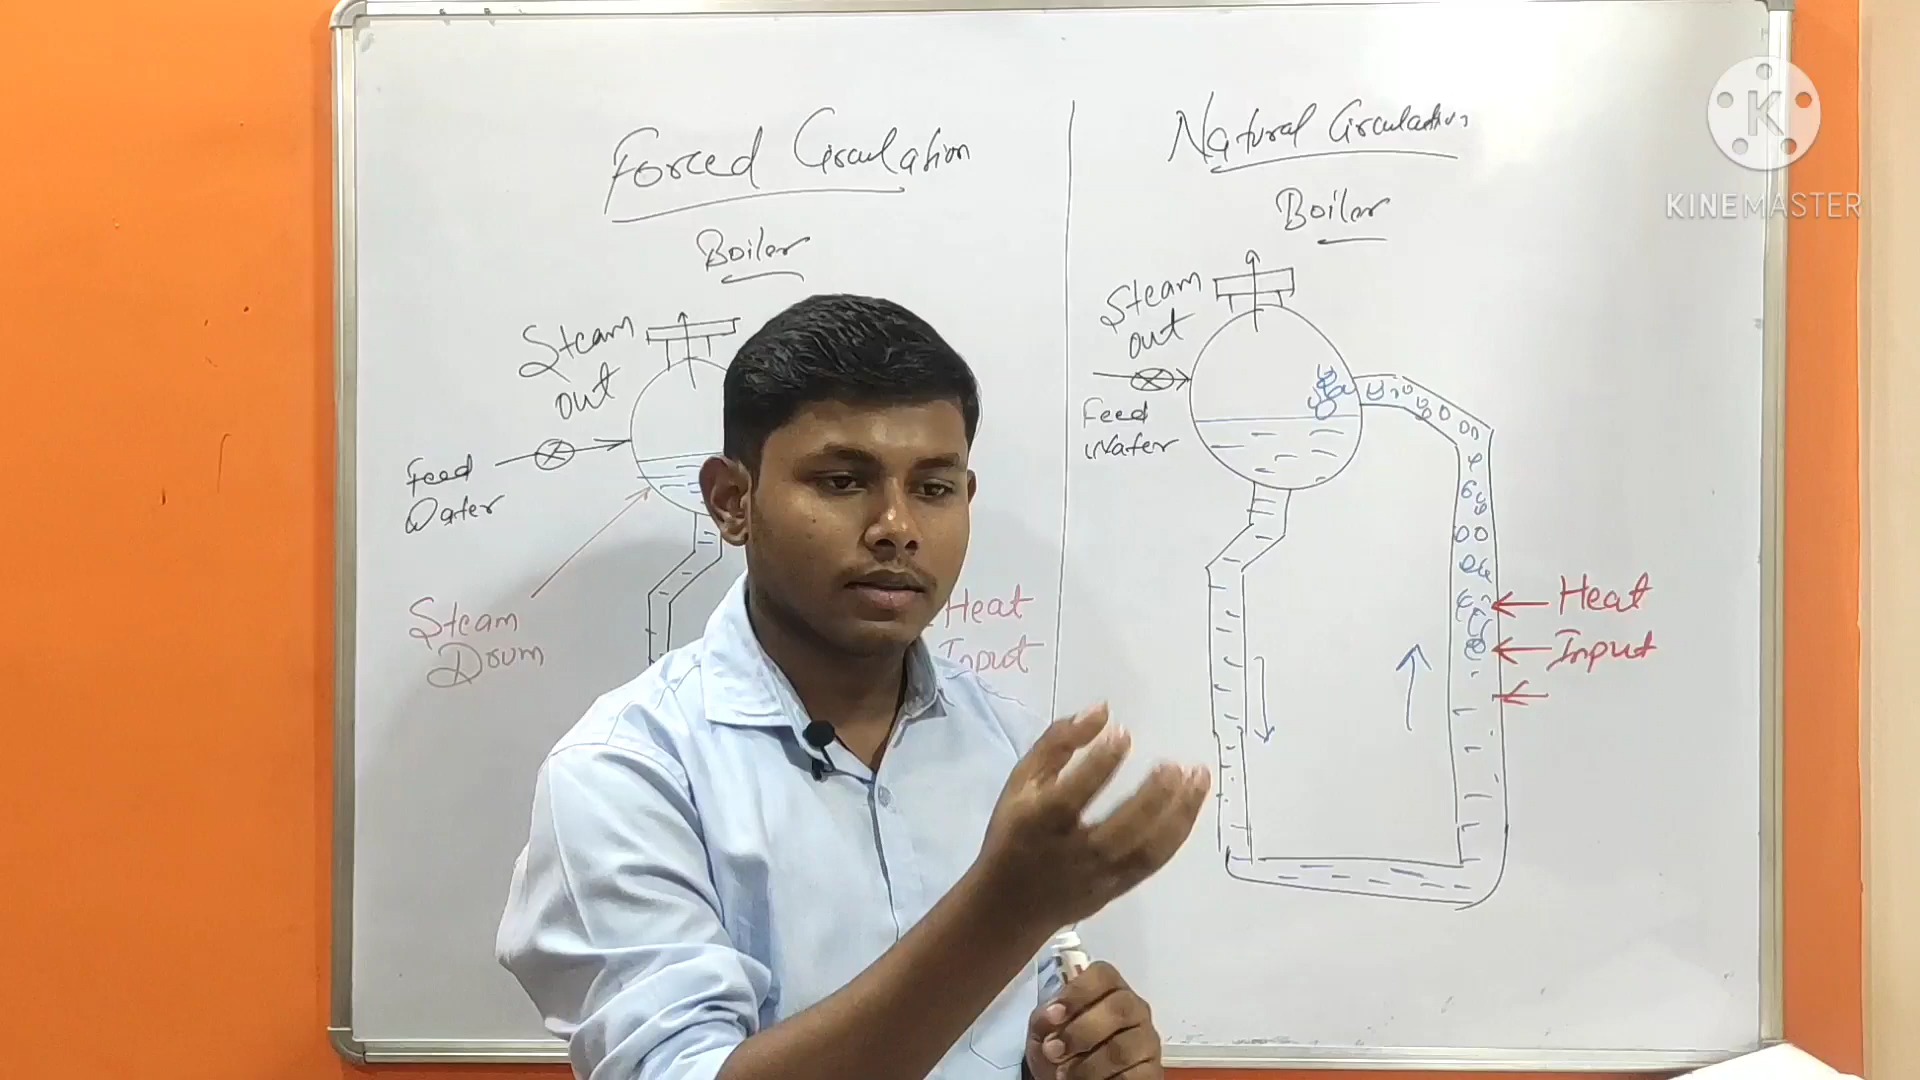 Forced Circulation
Boiler
Steam
out
Feed
Water
Steam
Drum
Heat
Input
Natural Circulation
Boiler
Steam
out
Feed
Water
Heat
Input
K
KINEMASTER